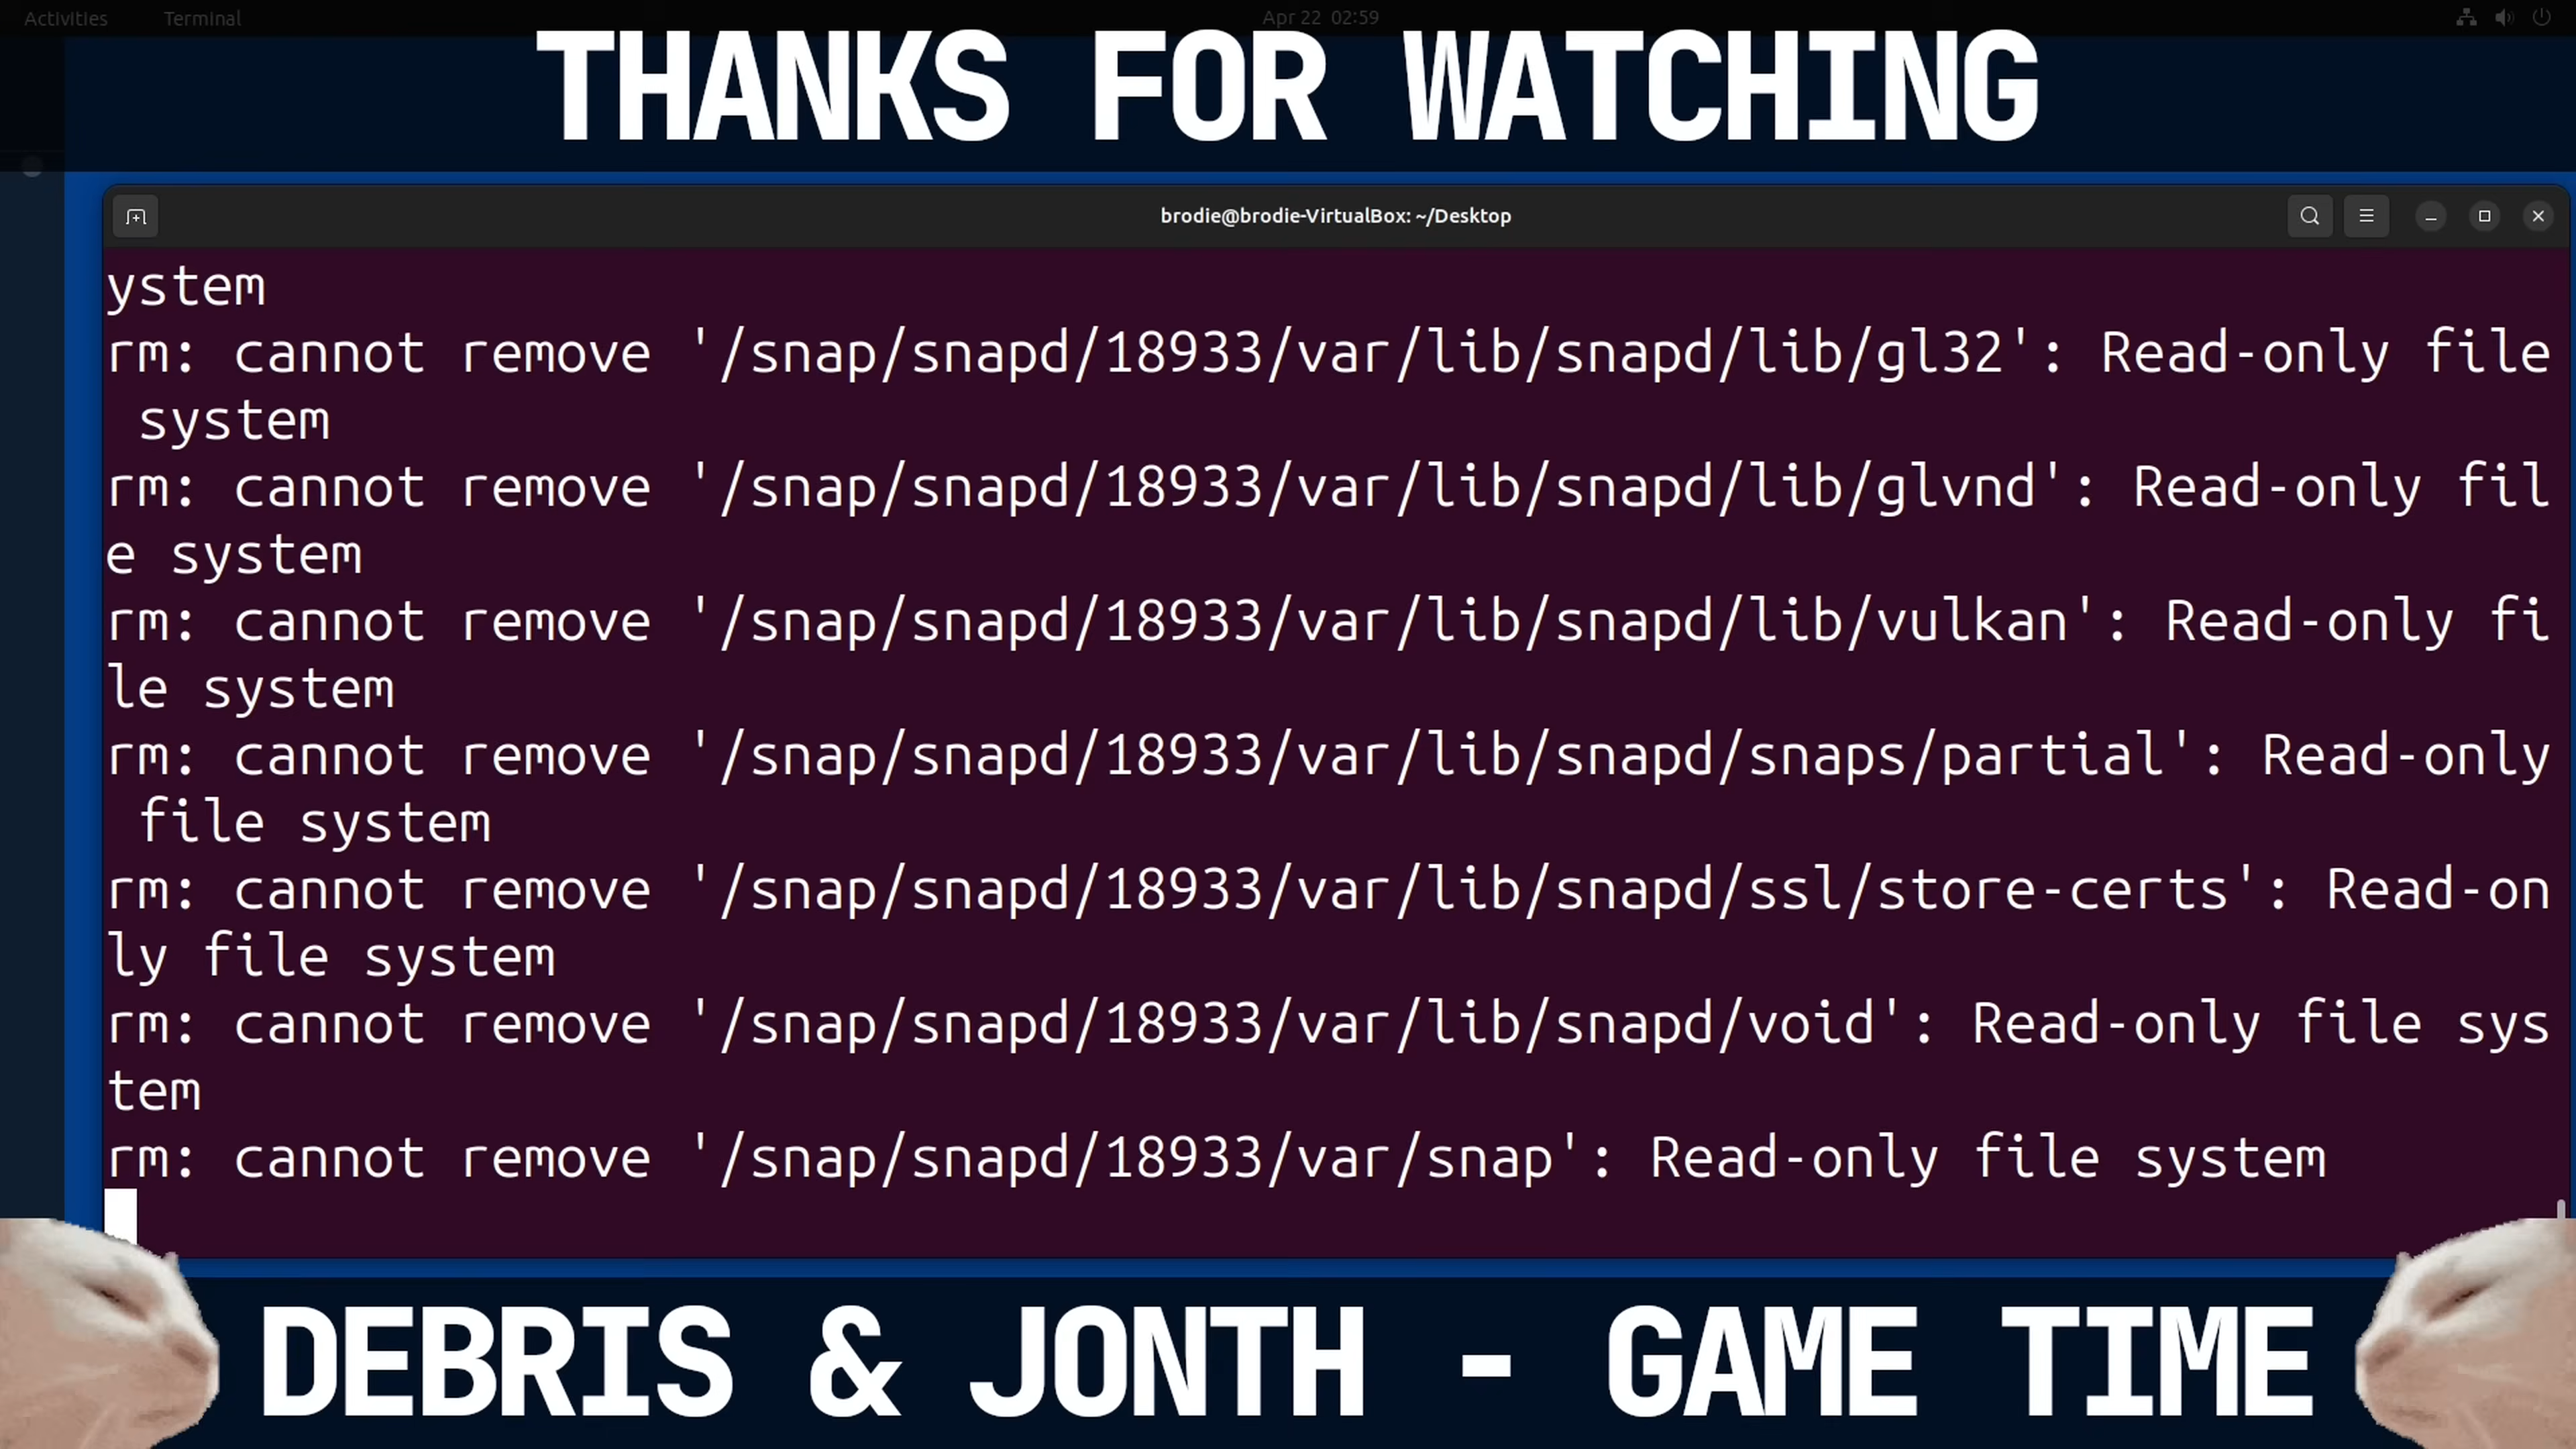 Activities Terminal Apr 22 02:59
THANKS FOR WATCHING
brodie@brodie-VirtualBox: ~/Desktop
ystem
rm: cannot remove '/snap/snapd/18933/var/lib/snapd/lib/gl32': Read-only file
 system
rm: cannot remove '/snap/snapd/18933/var/lib/snapd/lib/glvnd': Read-only fil
e system
rm: cannot remove '/snap/snapd/18933/var/lib/snapd/lib/vulkan': Read-only fi
le system
rm: cannot remove '/snap/snapd/18933/var/lib/snapd/snaps/partial': Read-only
 file system
rm: cannot remove '/snap/snapd/18933/var/lib/snapd/ssl/store-certs': Read-on
ly file system
rm: cannot remove '/snap/snapd/18933/var/lib/snapd/void': Read-only file sys
tem
rm: cannot remove '/snap/snapd/18933/var/snap': Read-only file system
DEBRIS & JONTH - GAME TIME